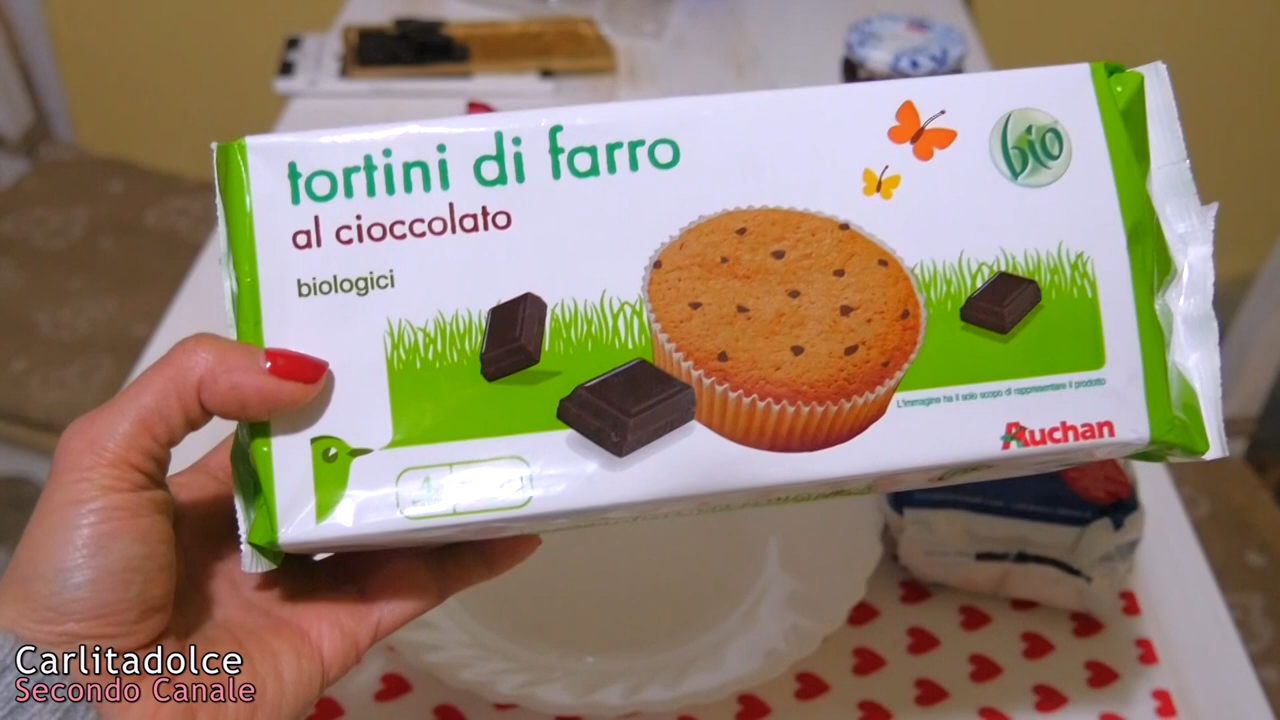 tortini di farro
al cioccolato
biologici
bio
L'immagine ha il solo scopo di rappresentare il prodotto
Auchan
4
Carlitadolce
Secondo Canale